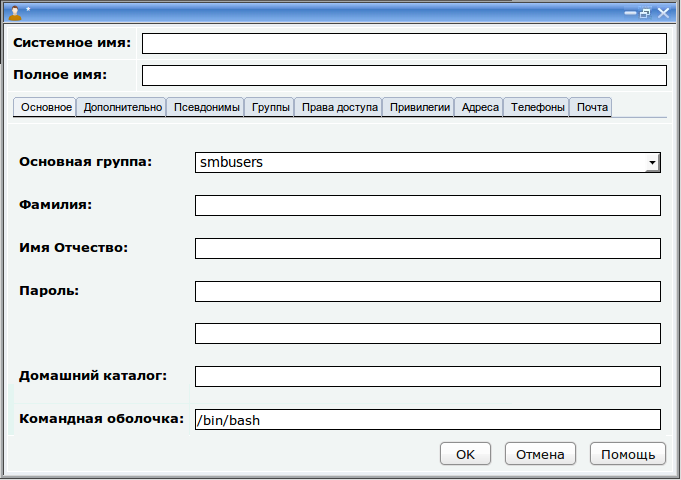 *
Системное имя:
Полное имя:
Основное Дополнительно Псевдонимы Группы Права доступа Привилегии Адреса Телефоны Почта
Основная группа: smbusers
Фамилия:
Имя Отчество:
Пароль:
Домашний каталог:
Командная оболочка: /bin/bash
OK Отмена Помощь